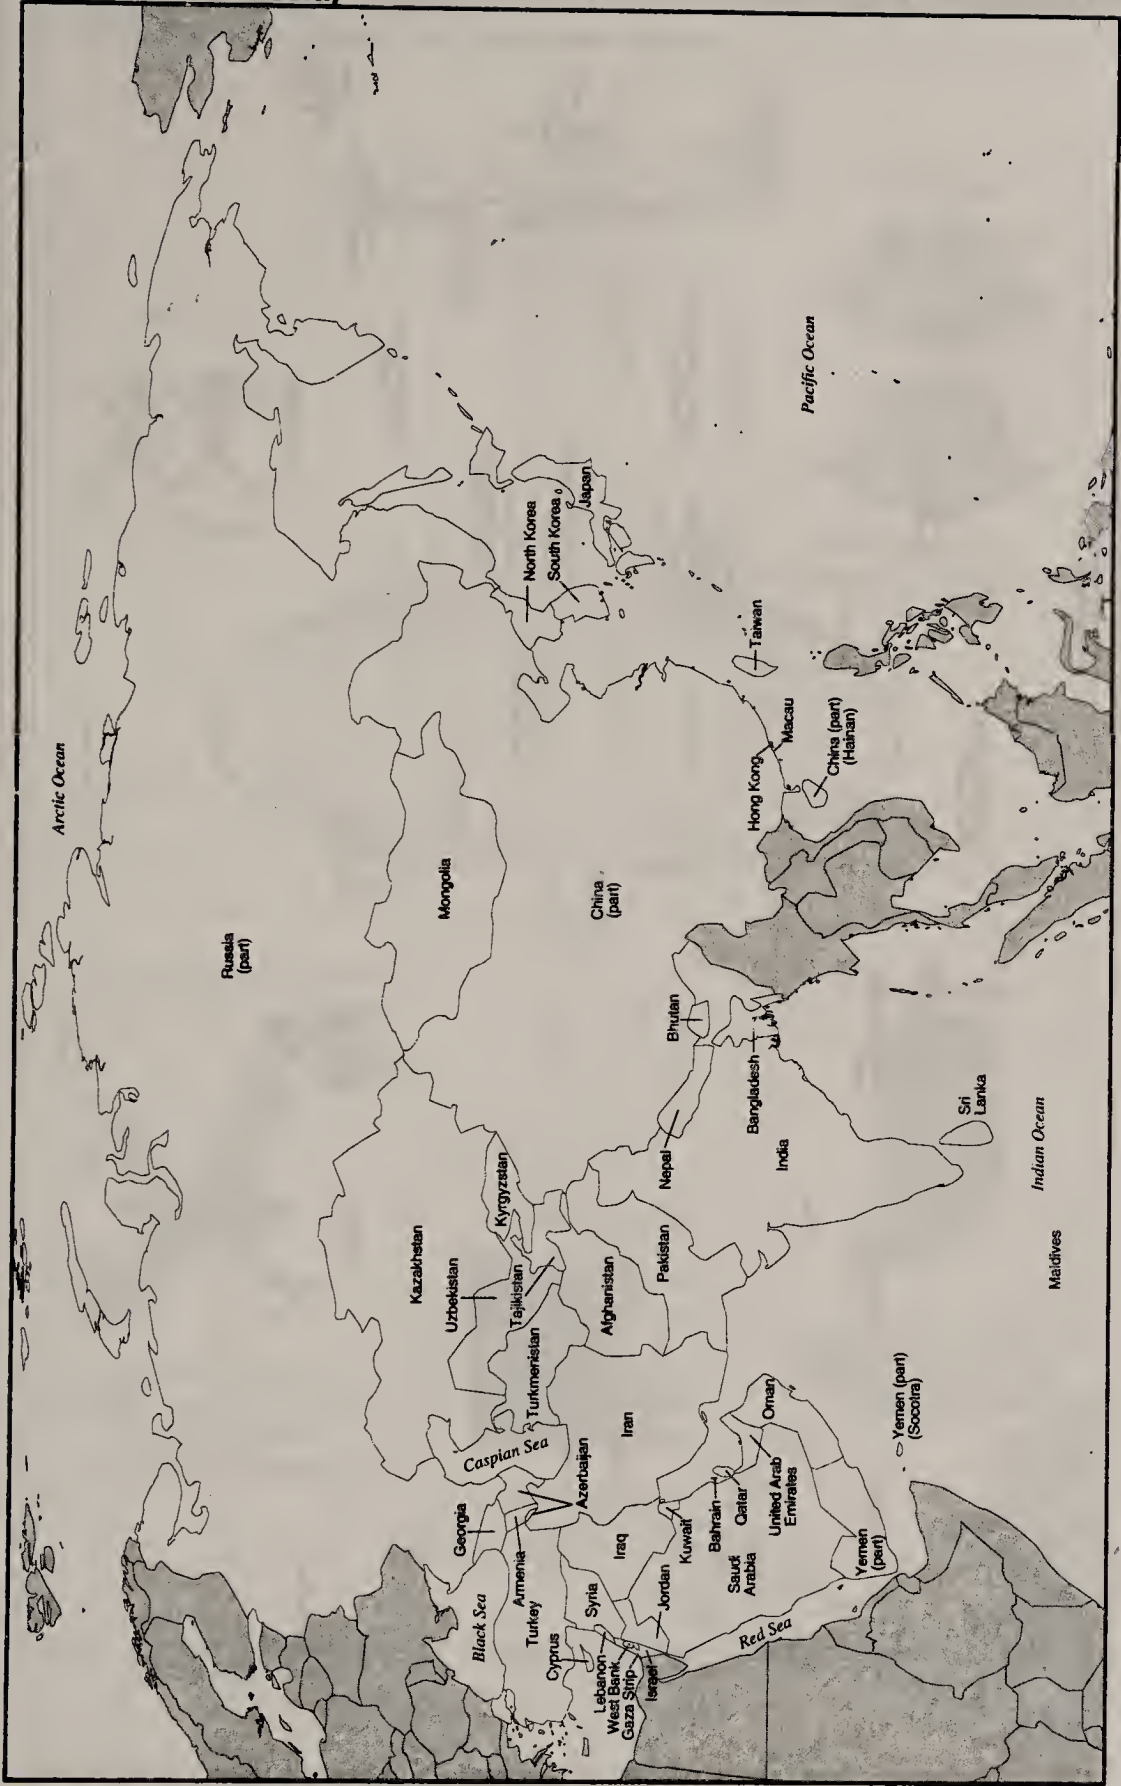 Arctic Ocean
Russia
(part)
Kazakhstan
Mongolia
Uzbekistan
Kyrgyzstan
Tajikistan
Turkmenistan
Georgia
Caspian Sea
Black Sea
Armenia
Azerbaijan
Turkey
North Korea
South Korea
Japan
Cyprus
Syria
Lebanon
West Bank
Gaza Strip
Israel
Iraq
Iran
Afghanistan
China
(part)
Jordan
Kuwait
Pakistan
Nepal
Bhutan
Bahrain
Qatar
Saudi
Arabia
United Arab
Emirates
Oman
Bangladesh
India
Hong Kong
Macau
Taiwan
Red Sea
Yemen
(part)
China (part)
(Hainan)
Pacific Ocean
Yemen (part)
(Socotra)
Sri
Lanka
Maldives
Indian Ocean